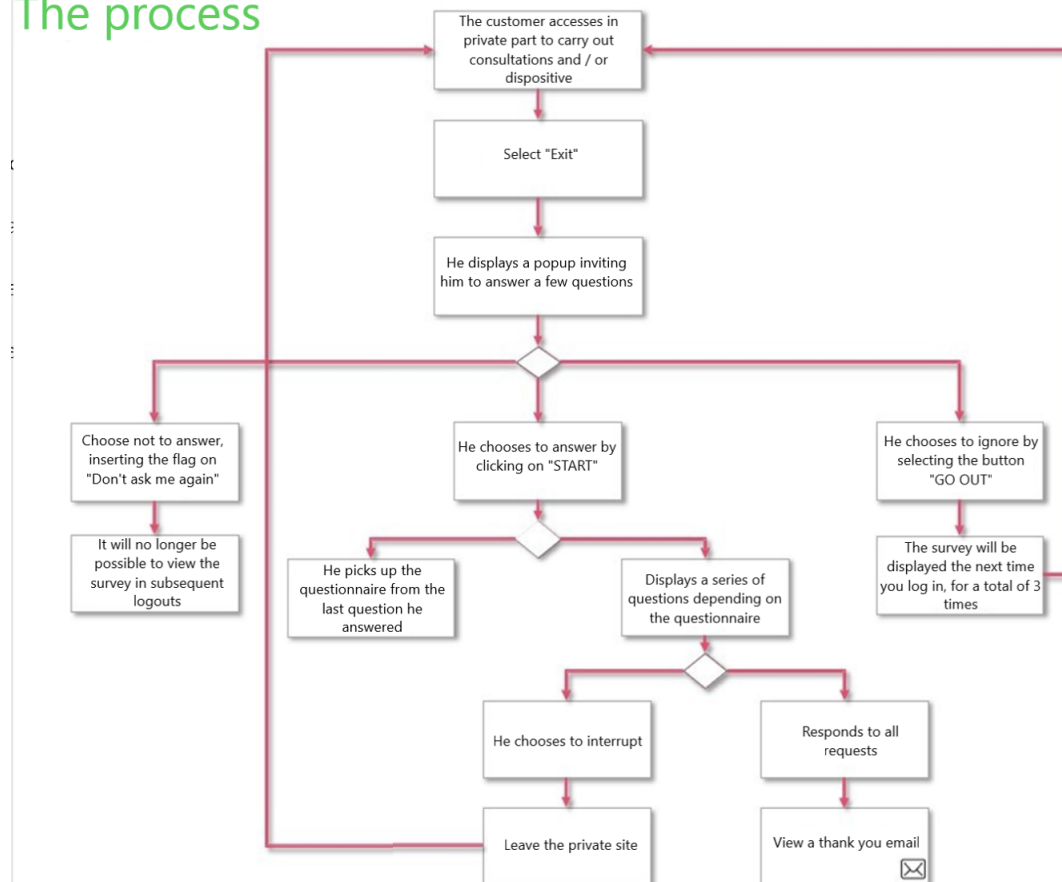 The process
The customer accesses in
private part to carry out
consultations and / or
dispositive
Select "Exit"
He displays a popup inviting
him to answer a few questions
Choose not to answer,
inserting the flag on
"Don't ask me again"
He chooses to answer by
clicking on "START"
He chooses to ignore by
selecting the button
"GO OUT"
It will no longer be
possible to view the
survey in subsequent
logouts
He picks up the
questionnaire from the
last question he
answered
Displays a series of
questions depending on
the questionnaire
The survey will be
displayed the next time
you log in, for a total of 3
times
He chooses to interrupt
Responds to all
requests
Leave the private site
View a thank you email